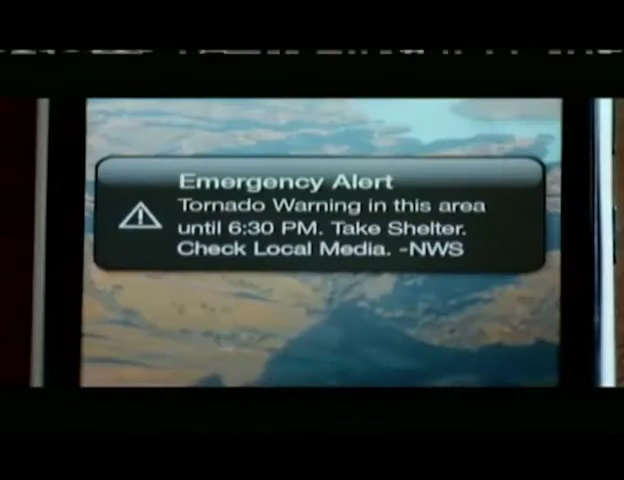 Emergency Alert
Tornado Warning in this area
until 6:30 PM. Take Shelter.
Check Local Media. -NWS